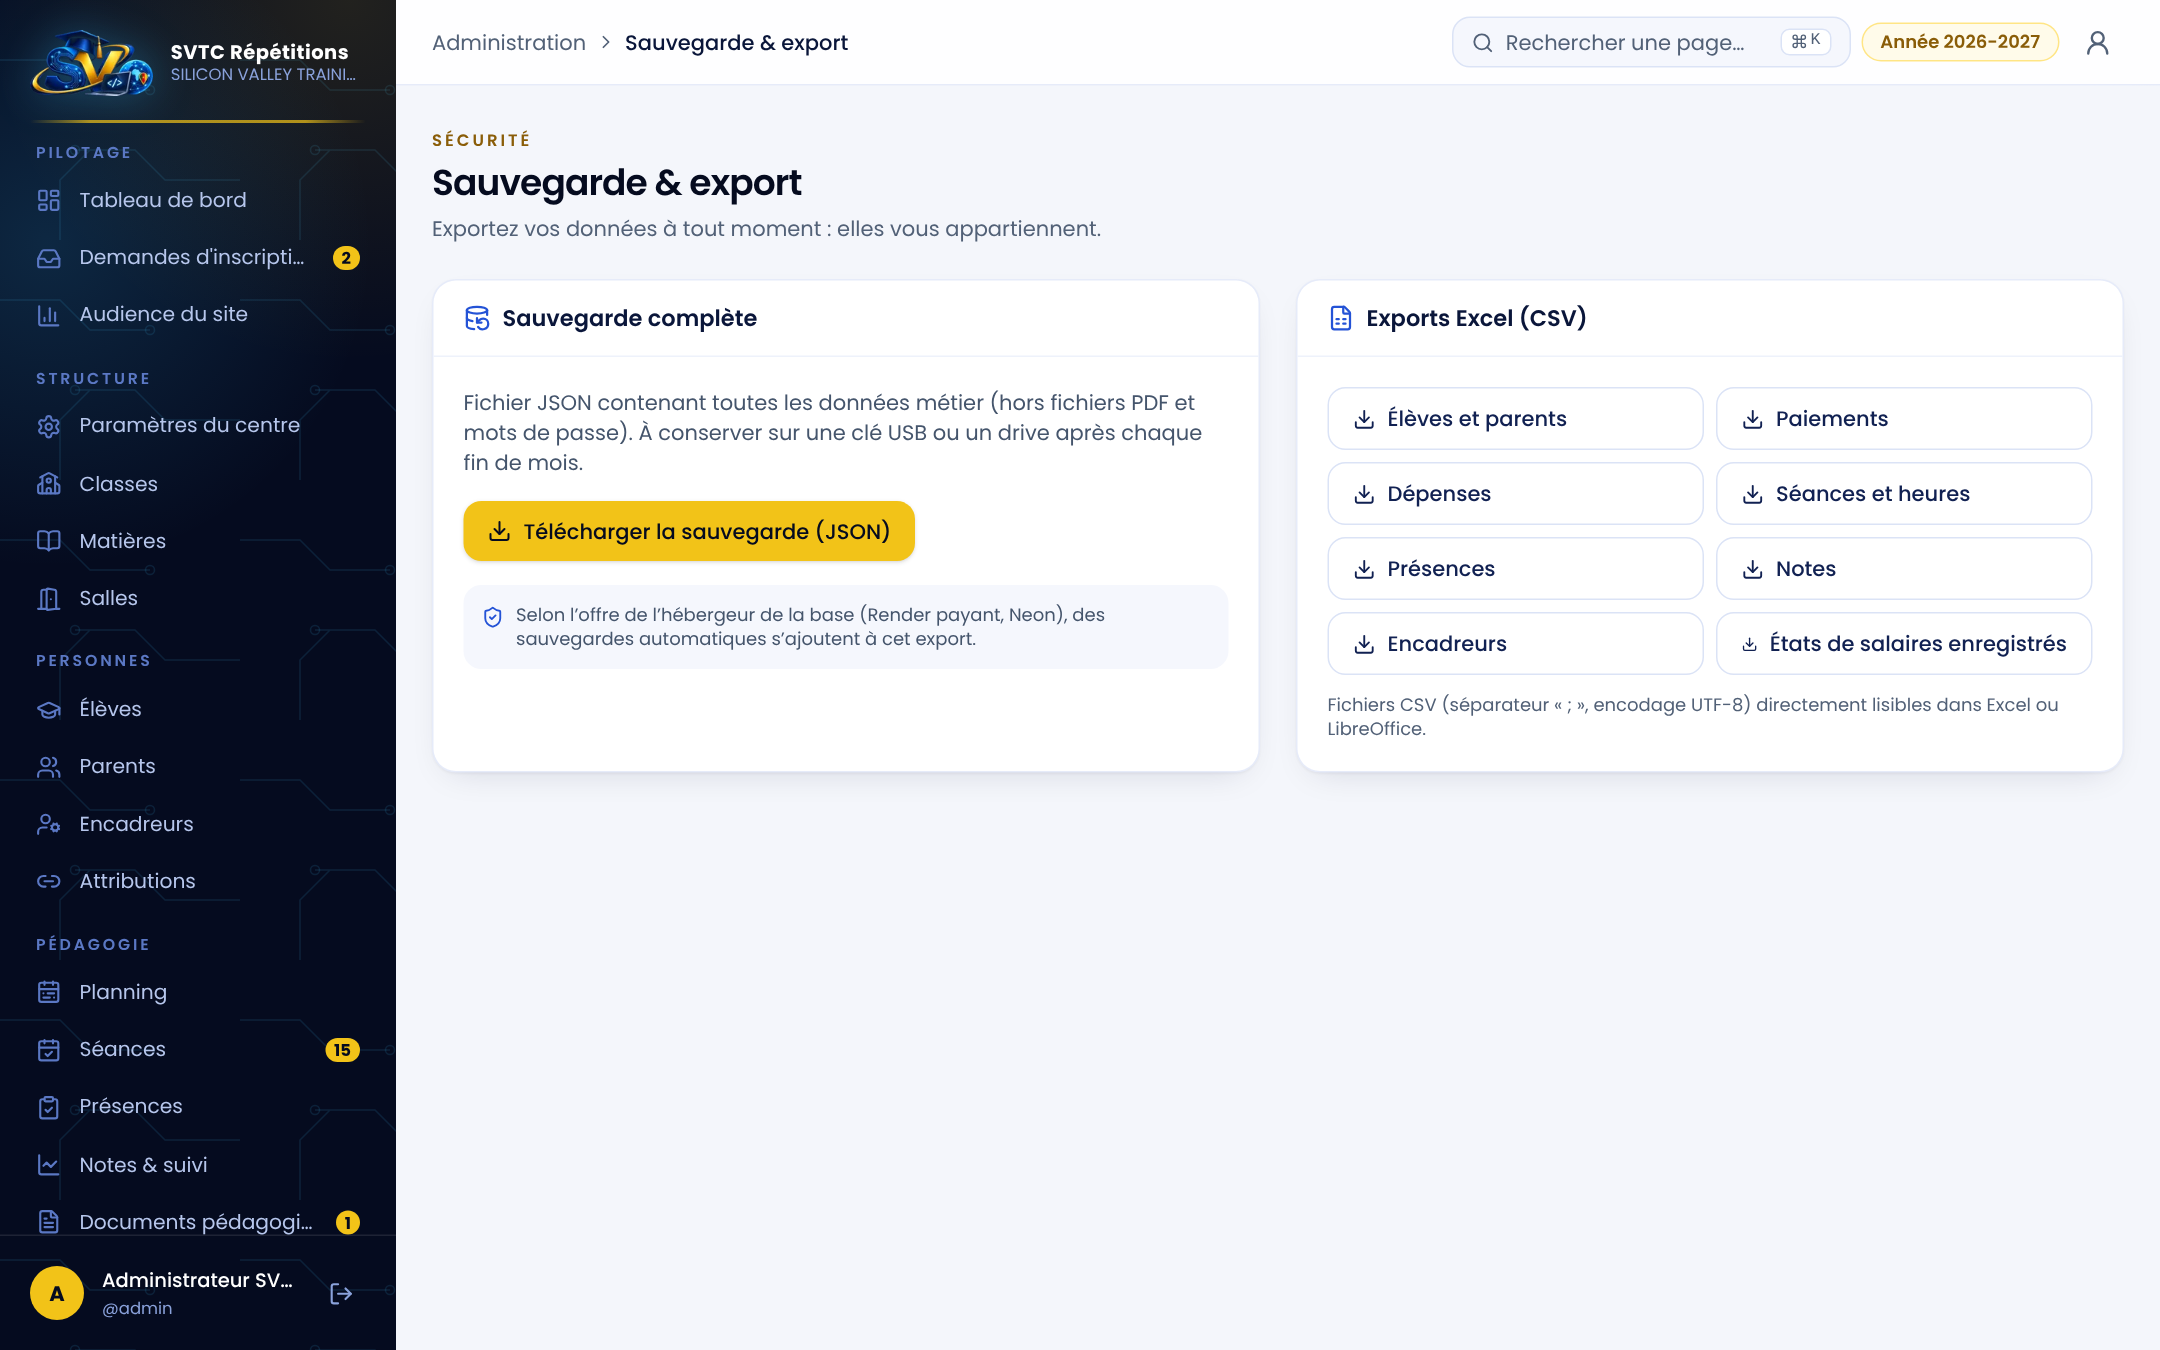 SVTC Répétitions
SILICON VALLEY TRAINI...
PILOTAGE
Tableau de bord
Demandes d'inscripti... 2
Audience du site
STRUCTURE
Paramètres du centre
Classes
Matières
Salles
PERSONNES
Élèves
Parents
Encadreurs
Attributions
PÉDAGOGIE
Planning
Séances 15
Présences
Notes & suivi
Documents pédagogi... 1
A
Administrateur SV...
@admin
Administration > Sauvegarde & export
Rechercher une page... ⌘ K
Année 2026-2027
SÉCURITÉ
Sauvegarde & export
Exportez vos données à tout moment : elles vous appartiennent.
Sauvegarde complète
Fichier JSON contenant toutes les données métier (hors fichiers PDF et
mots de passe). À conserver sur une clé USB ou un drive après chaque
fin de mois.
Télécharger la sauvegarde (JSON)
Selon l’offre de l’hébergeur de la base (Render payant, Neon), des
sauvegardes automatiques s’ajoutent à cet export.
Exports Excel (CSV)
Élèves et parents
Paiements
Dépenses
Séances et heures
Présences
Notes
Encadreurs
États de salaires enregistrés
Fichiers CSV (séparateur « ; », encodage UTF-8) directement lisibles dans Excel ou
LibreOffice.